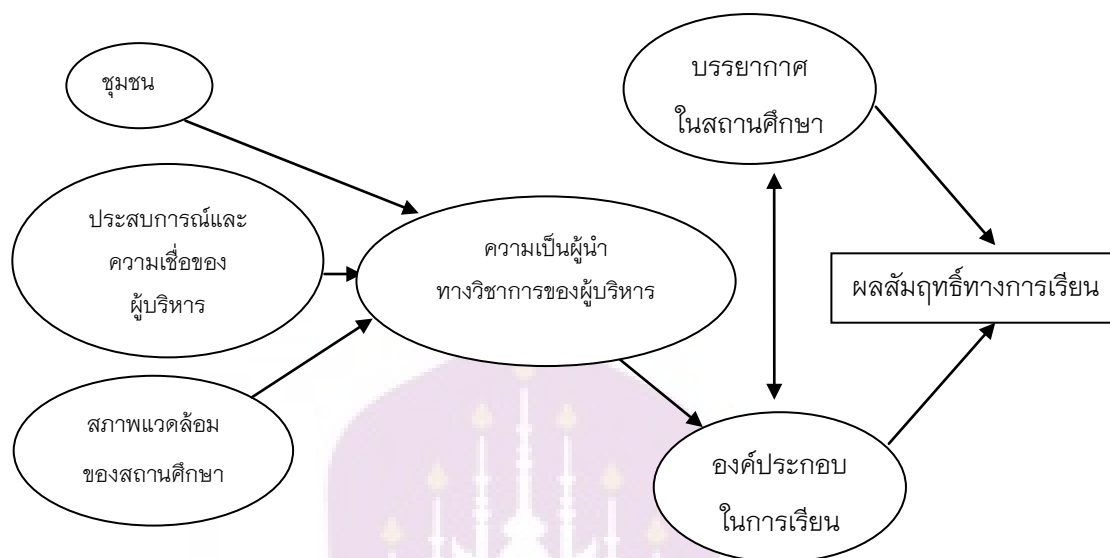 ชุมชน
ประสบการณ์และ
ความเชื่อของ
ผู้บริหาร
สภาพแวดล้อม
ของสถานศึกษา
ความเป็นผู้นำ
ทางวิชาการของผู้บริหาร
บรรยากาศ
ในสถานศึกษา
องค์ประกอบ
ในการเรียน
ผลสัมฤทธิ์ทางการเรียน